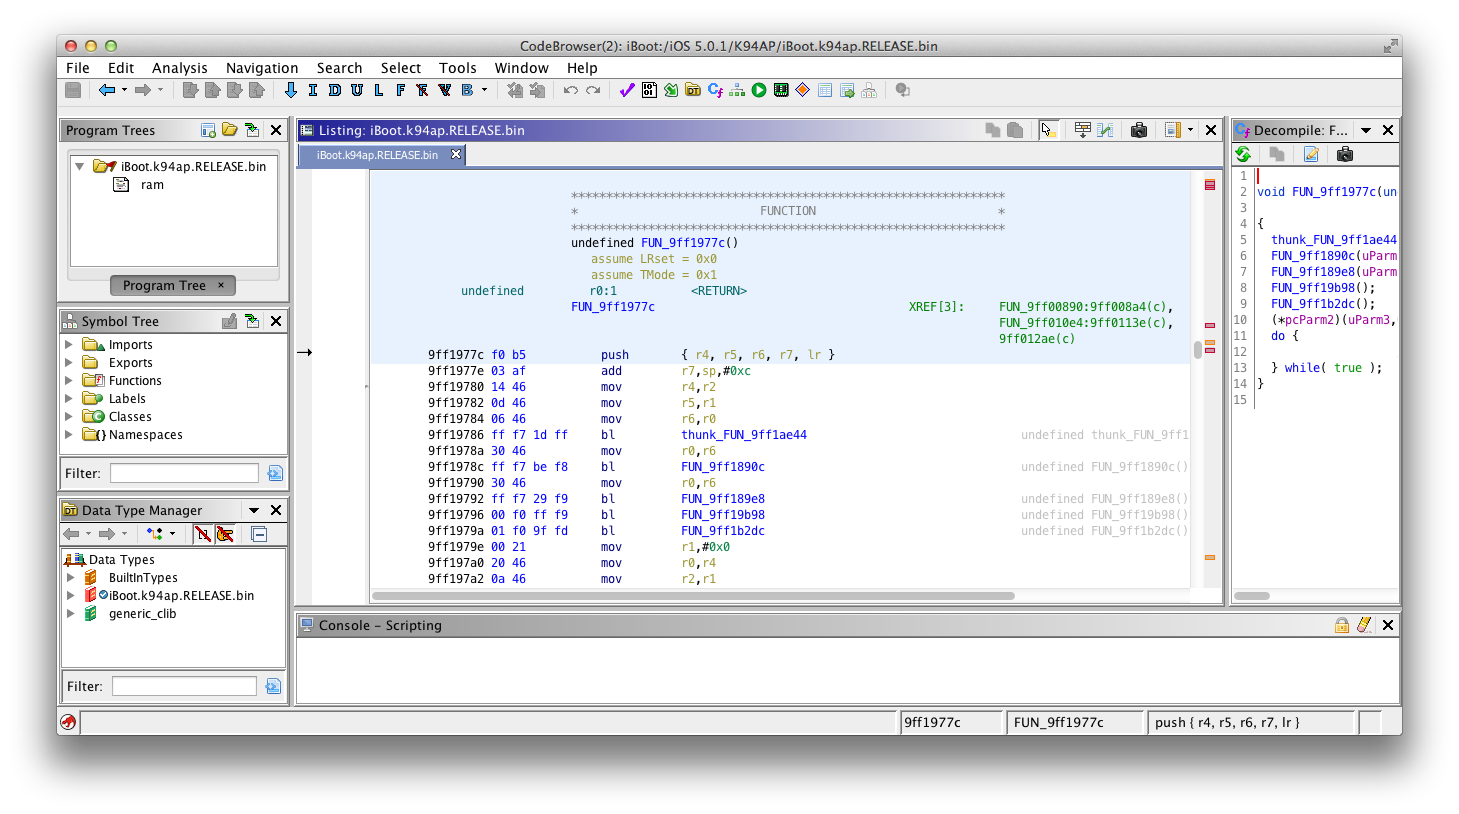 CodeBrowser(2): iBoot:/iOS 5.0.1/K94AP/iBoot.k94ap.RELEASE.bin
File Edit Analysis Navigation Search Select Tools Window Help
I D U L F F V B
Program Trees
iBoot.k94ap.RELEASE.bin
ram
Program Tree ×
Symbol Tree
Imports
Exports
Functions
Labels
Classes
Namespaces
Filter:
Data Type Manager
Data Types
BuiltInTypes
iBoot.k94ap.RELEASE.bin
generic_clib
Filter:
Listing: iBoot.k94ap.RELEASE.bin
iBoot.k94ap.RELEASE.bin
**************************************************************
* FUNCTION *
**************************************************************
undefined FUN_9ff1977c()
assume LRset = 0x0
assume TMode = 0x1
undefined r0:1 <RETURN>
FUN_9ff1977c XREF[3]: FUN_9ff00890:9ff008a4(c),
FUN_9ff010e4:9ff0113e(c),
9ff012ae(c)
9ff1977c f0 b5 push { r4, r5, r6, r7, lr }
9ff1977e 03 af add r7,sp,#0xc
9ff19780 14 46 mov r4,r2
9ff19782 0d 46 mov r5,r1
9ff19784 06 46 mov r6,r0
9ff19786 ff f7 1d ff bl thunk_FUN_9ff1ae44 undefined thunk_FUN_9ff1
9ff1978a 30 46 mov r0,r6
9ff1978c ff f7 be f8 bl FUN_9ff1890c undefined FUN_9ff1890c()
9ff19790 30 46 mov r0,r6
9ff19792 ff f7 29 f9 bl FUN_9ff189e8 undefined FUN_9ff189e8()
9ff19796 00 f0 ff f9 bl FUN_9ff19b98 undefined FUN_9ff19b98()
9ff1979a 01 f0 9f fd bl FUN_9ff1b2dc undefined FUN_9ff1b2dc()
9ff1979e 00 21 mov r1,#0x0
9ff197a0 20 46 mov r0,r4
9ff197a2 0a 46 mov r2,r1
Decompile: F...
1
2 void FUN_9ff1977c(un
3
4 {
5 thunk_FUN_9ff1ae44
6 FUN_9ff1890c(uParm
7 FUN_9ff189e8(uParm
8 FUN_9ff19b98();
9 FUN_9ff1b2dc();
10 (*pcParm2)(uParm3,
11 do {
12
13 } while( true );
14 }
15
Console - Scripting
9ff1977c FUN_9ff1977c push { r4, r5, r6, r7, lr }